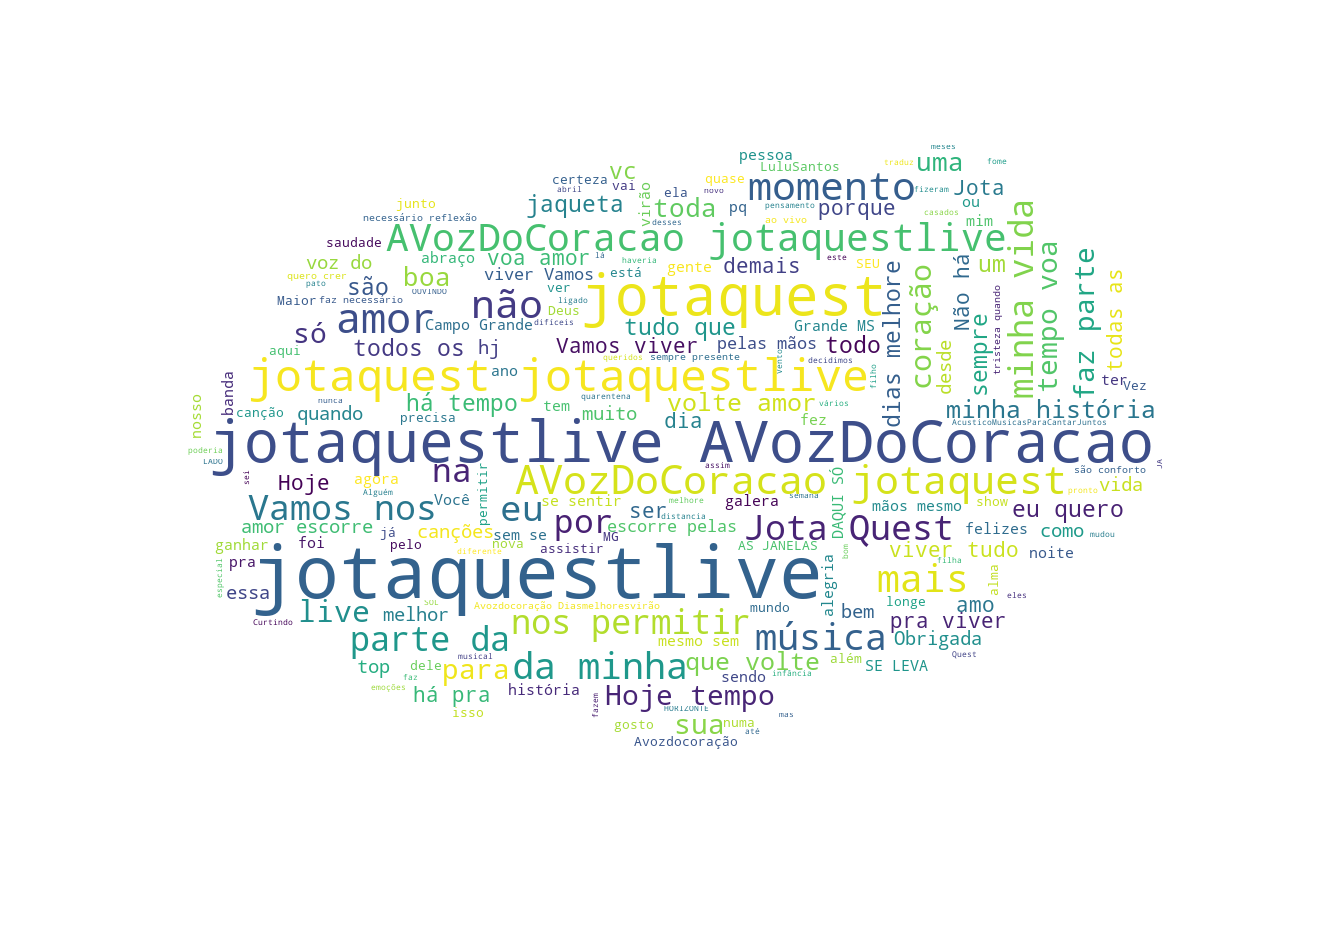 meses
pessoa
LuluSantos
traduz
uma
fome
vc
certeza
vai
abril
quase
novo
momento
fizeram
Jota
ela
jaqueta
virão
toda
pq
pensamento
porque
ou
junto
necessário reflexão
desses
ao vivo
casados
mim
saudade
AVozDoCoracao jotaquestlive
minha vida
voz do
abraço
voa amor
lá
haveria
gente
demais
este
SEU
Não há
um
tempo voa
faz parte
quero crer
pato
são
boa
viver Vamos
está
jotaquest
dias melhore
coração
todas as
Maior
faz necessário
OUVINDO
ver
ligado
não
Deus
tristeza quando
só
amor
Campo Grande
difíceis
tudo que
Grande MS
sempre
aqui
todos os
hj
Vamos viver
pelas mãos
todo
queridos
sempre presente
vento
decidimos
filho
desde
banda
jotaquest
ano
jotaquestlive
ter
Vez
nosso
nunca
quarentena
canção
quando
há tempo
precisa
tem
muito
volte amor
dia
vários
fez
minha história
AcusticoMusicasParaCantarJuntos
poderia
LADO
jotaquestlive AVozDoCoracao
JÁ
sei
Hoje
agora
na
assim
são conforto
Alguém
Você
permitir
AVozDoCoracao jotaquest
pronto
vida
Vamos nos
eu
se sentir
melhore
galera
semana
DAQUI SÓ
mãos mesmo
show
eu quero
amor escorre
já
canções
sem se
por
escorre pelas
ser
Jota Quest
felizes
como
mudou
ganhar
foi
pelo
nova
MG
assistir
AS JANELAS
bom
viver tudo
noite
especial
pra
diferente
filha
essa
jotaquestlive
alegria
mais
alma
eles
SOL
Avozdocoração Diasmelhoresvirão
mundo
longe
amo
Curtindo
live
melhor
nos permitir
bem
pra viver
parte da
mesmo sem
música
Obrigada
musical
Quest
top
dele
faz
para
da minha
que volte
além
SE LEVA
emoções
sendo
infância
há pra
história
fazem
Hoje tempo
isso
HORIZONTE
mas
gosto
sua
numa
até
distancia
Avozdocoração